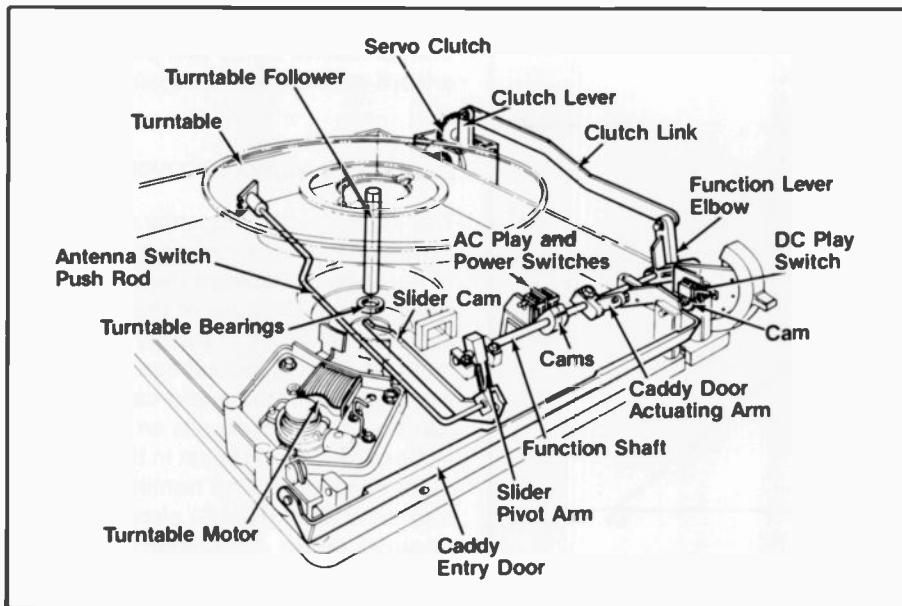 Servo Clutch
Turntable Follower
Clutch Lever
Turntable
Clutch Link
Function Lever
Elbow
AC Play and
Power Switches
DC Play
Switch
Antenna Switch
Push Rod
Slider Cam
Turntable Bearings
Cam
Cams
Caddy Door
Actuating Arm
Function Shaft
Slider
Pivot Arm
Turntable Motor
Caddy
Entry Door